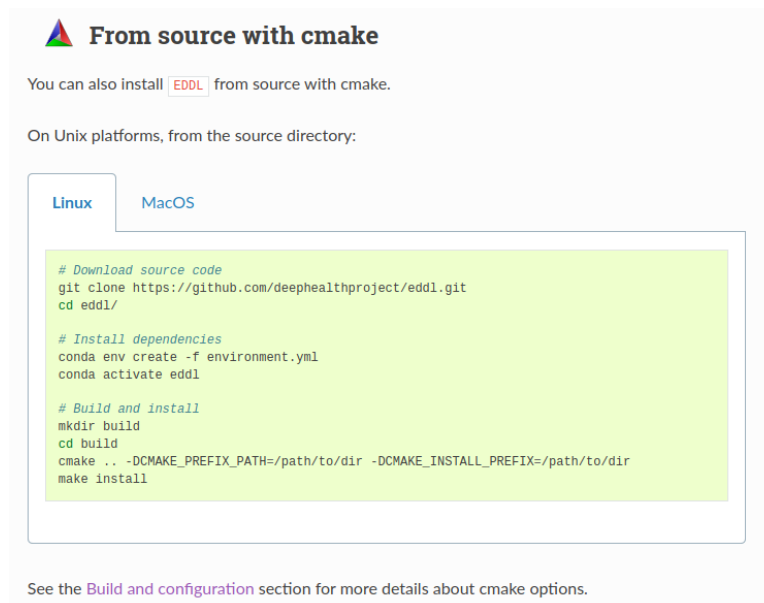 From source with cmake
You can also install EDDL from source with cmake.
On Unix platforms, from the source directory:
Linux
MacOS
# Download source code
git clone https://github.com/deephealthproject/eddl.git
cd eddl/
# Install dependencies
conda env create -f environment.yml
conda activate eddl
# Build and install
mkdir build
cd build
cmake .. -DCMAKE_PREFIX_PATH=/path/to/dir -DCMAKE_INSTALL_PREFIX=/path/to/dir
make install
See the Build and configuration section for more details about cmake options.